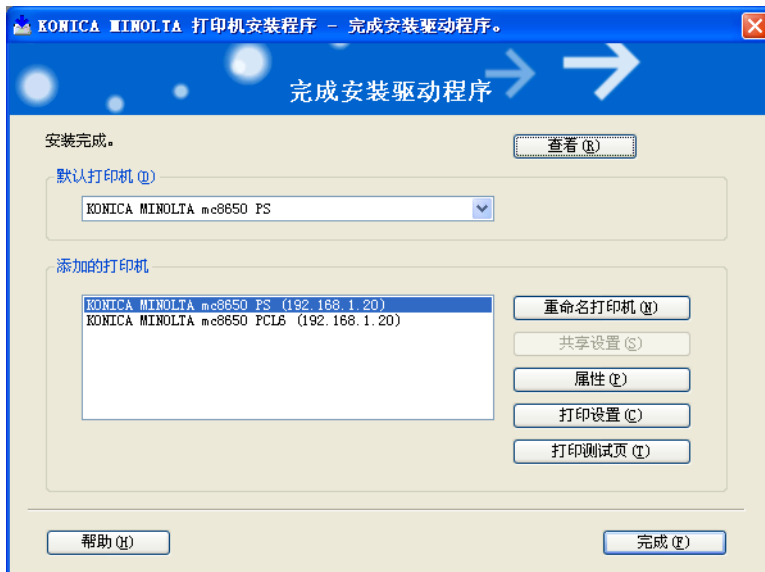 KONICA MINOLTA 打印机安装程序 - 完成安装驱动程序。
完成安装驱动程序
安装完成。
查看(R)
默认打印机(D)
KONICA MINOLTA mc8650 PS
添加的打印机
KONICA MINOLTA mc8650 PS (192.168.1.20)
KONICA MINOLTA mc8650 PCL6 (192.168.1.20)
重命名打印机(N)
共享设置(S)
属性(P)
打印设置(C)
打印测试页(T)
帮助(H)
完成(F)